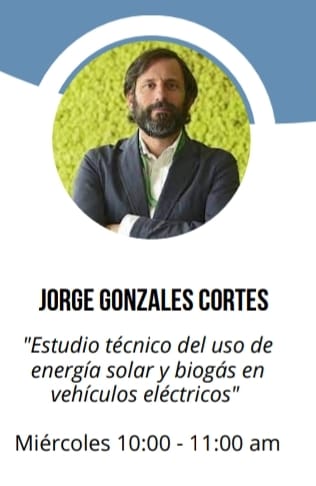 JORGE GONZALES CORTES
"Estudio técnico del uso de
energía solar y biogás en
vehículos eléctricos"
Miércoles 10:00 - 11:00 am